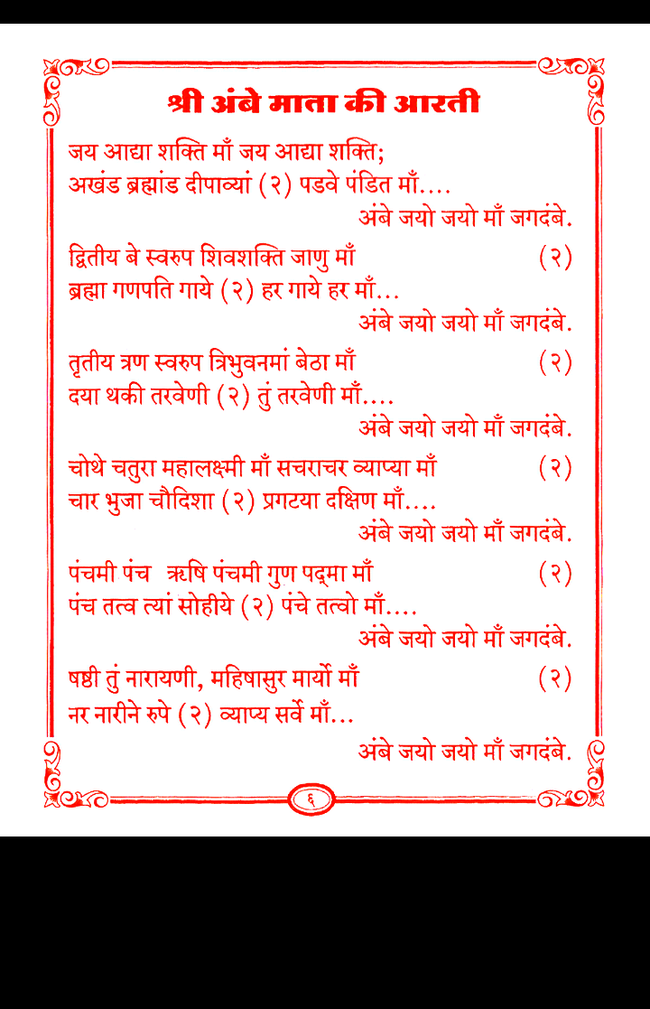 श्री अंबे माता की आरती
जय आद्या शक्ति माँ जय आद्या शक्ति;
अखंड ब्रह्मांड दीपाव्यां (२) पडवे पंडित माँ....
अंबे जयो जयो माँ जगदंबे.
द्वितीय बे स्वरुप शिवशक्ति जाणु माँ (२)
ब्रह्मा गणपति गाये (२) हर गाये हर माँ...
अंबे जयो जयो माँ जगदंबे.
तृतीय त्रण स्वरुप त्रिभुवनमां बेठा माँ (२)
दया थकी तरवेणी (२) तुं तरवेणी माँ....
अंबे जयो जयो माँ जगदंबे.
चोथे चतुरा महालक्ष्मी माँ सचराचर व्याप्या माँ (२)
चार भुजा चौदिशा (२) प्रगटया दक्षिण माँ....
अंबे जयो जयो माँ जगदंबे.
पंचमी पंच ऋषि पंचमी गुण पद्‌मा माँ (२)
पंच तत्व त्यां सोहीये (२) पंचे तत्वो माँ....
अंबे जयो जयो माँ जगदंबे.
षष्ठी तुं नारायणी, महिषासुर मार्यो माँ (२)
नर नारीने रुपे (२) व्याप्य सर्वे माँ...
अंबे जयो जयो माँ जगदंबे.
६